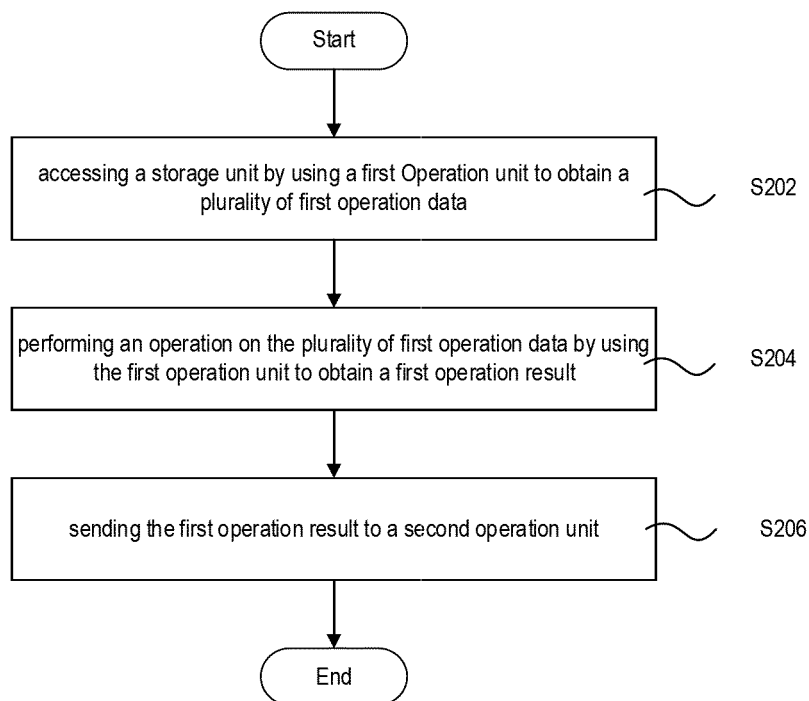 Start
accessing a storage unit by using a first Operation unit to obtain a
plurality of first operation data
S202
performing an operation on the plurality of first operation data by using
the first operation unit to obtain a first operation result
S204
sending the first operation result to a second operation unit
S206
End